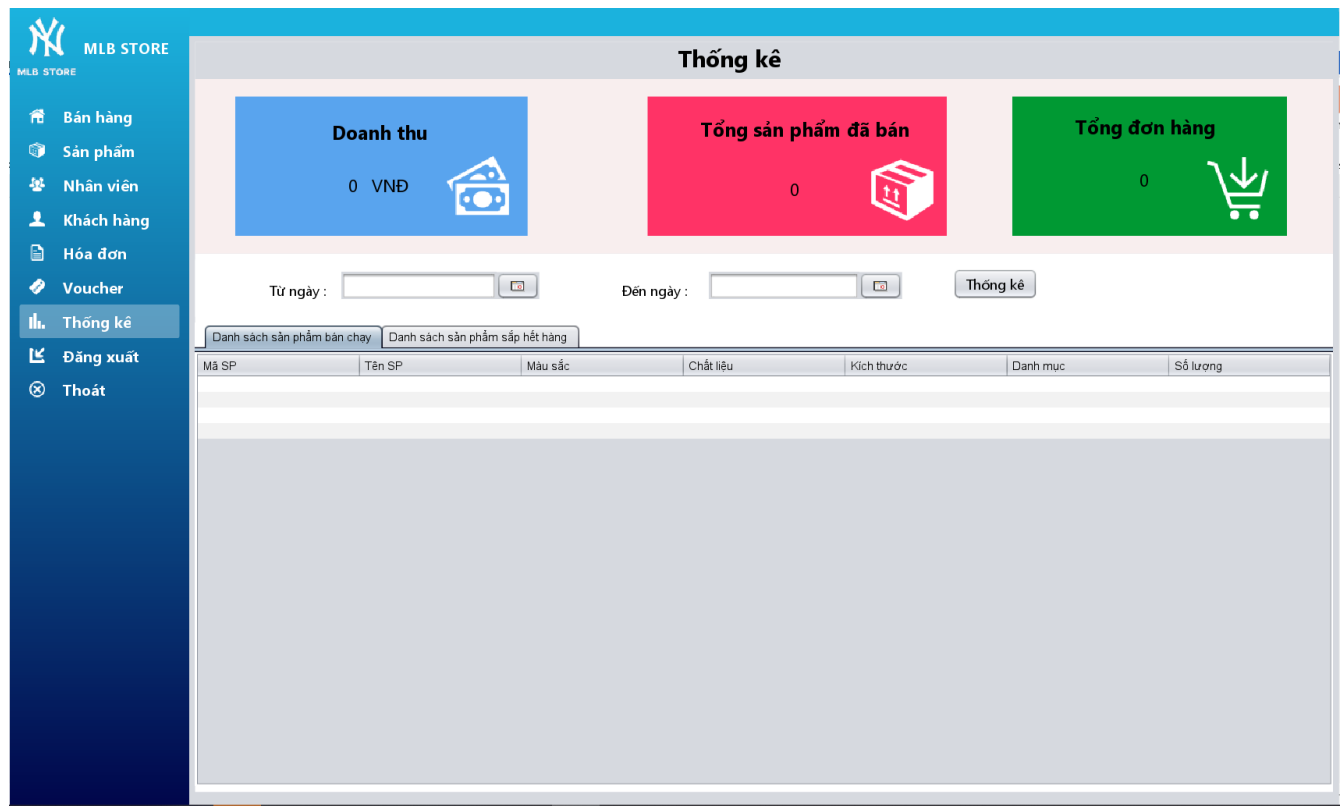 NY
MLB STORE
MLB STORE
Bán hàng
Sản phẩm
Nhân viên
Khách hàng
Hóa đơn
Voucher
Thống kê
Đăng xuất
Thoát
Thống kê
Doanh thu
0 VNĐ
Tổng sản phẩm đã bán
0
Tổng đơn hàng
0
Từ ngày :
Đến ngày :
Thống kê
Danh sách sản phẩm bán chạy Danh sách sản phẩm sắp hết hàng
Mã SP Tên SP Màu sắc Chất liệu Kích thước Danh mục Số lượng